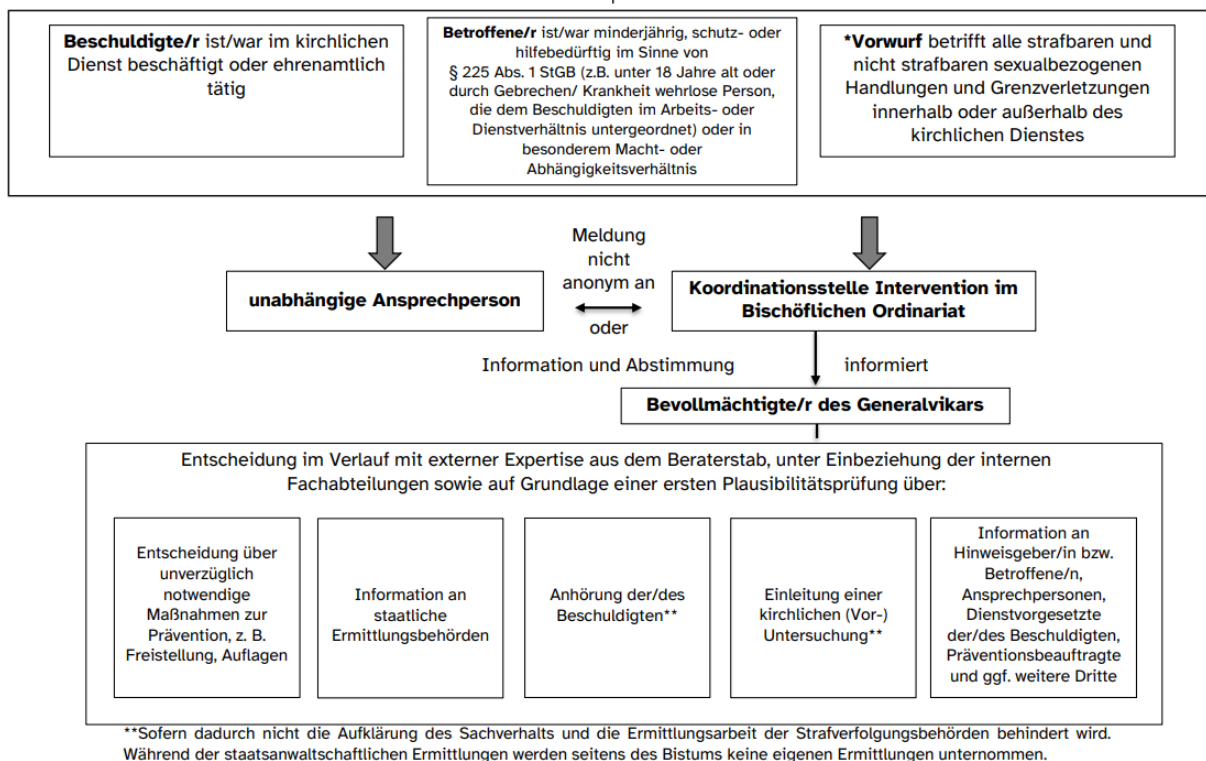 Beschuldigte/r ist/war im kirchlichen
Dienst beschäftigt oder ehrenamtlich
tätig
Betroffene/r ist/war minderjährig, schutz- oder
hilfebedürftig im Sinne von
§ 225 Abs. 1 StGB (z.B. unter 18 Jahre alt oder
durch Gebrechen/ Krankheit wehrlose Person,
die dem Beschuldigten im Arbeits- oder
Dienstverhältnis untergeordnet) oder in
besonderem Macht- oder
Abhängigkeitsverhältnis
*Vorwurf betrifft alle strafbaren und
nicht strafbaren sexualbezogenen
Handlungen und Grenzverletzungen
innerhalb oder außerhalb des
kirchlichen Dienstes
unabhängige Ansprechperson
Meldung
nicht
anonym an
oder
Koordinationsstelle Intervention im
Bischöflichen Ordinariat
Information und Abstimmung
informiert
Bevollmächtigte/r des Generalvikars
Entscheidung im Verlauf mit externer Expertise aus dem Beraterstab, unter Einbeziehung der internen
Fachabteilungen sowie auf Grundlage einer ersten Plausibilitätsprüfung über:
Entscheidung über
unverzüglich
notwendige
Maßnahmen zur
Prävention, z. B.
Freistellung, Auflagen
Information an
staatliche
Ermittlungsbehörden
Anhörung der/des
Beschuldigten**
Einleitung einer
kirchlichen (Vor-)
Untersuchung**
Information an
Hinweisgeber/in bzw.
Betroffene/n,
Ansprechpersonen,
Dienstvorgesetzte
der/des Beschuldigten,
Präventionsbeauftragte
und ggf. weitere Dritte
**Sofern dadurch nicht die Aufklärung des Sachverhalts und die Ermittlungsarbeit der Strafverfolgungsbehörden behindert wird.
Während der staatsanwaltschaftlichen Ermittlungen werden seitens des Bistums keine eigenen Ermittlungen unternommen.